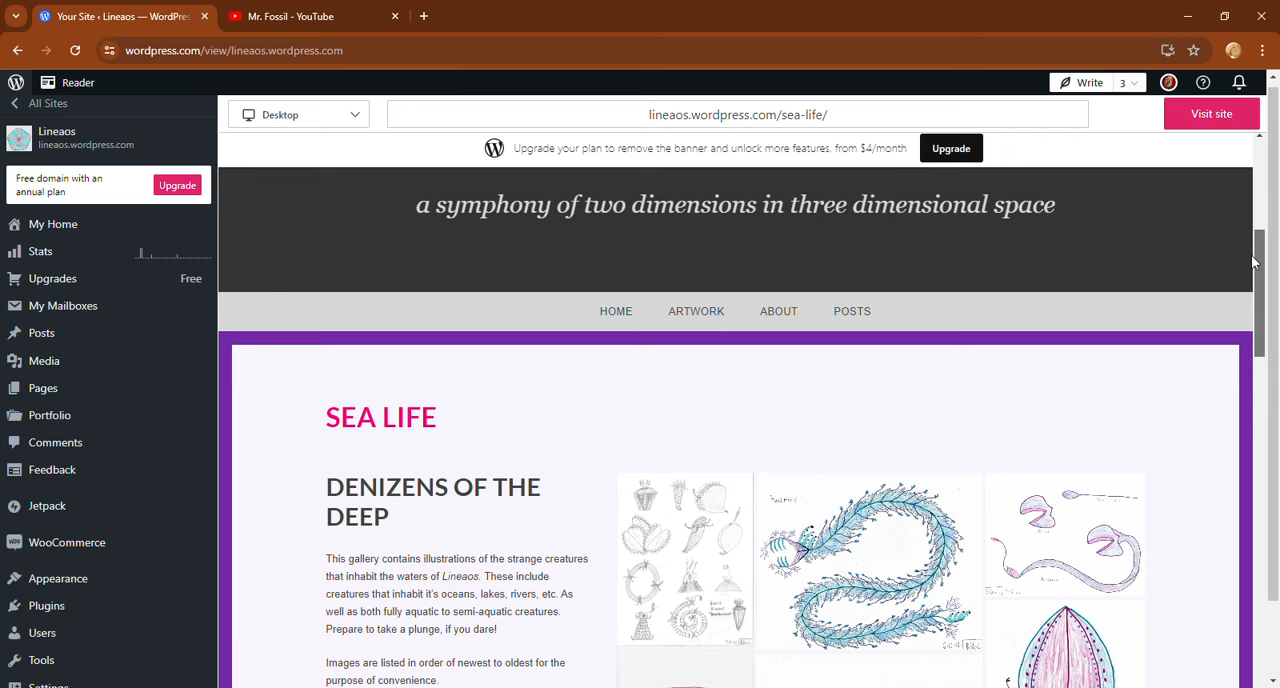 Your Site ‹ Lineaos — WordPres
Mr. Fossil - YouTube
wordpress.com/view/lineaos.wordpress.com
Reader
Write
3
All Sites
Lineaos
lineaos.wordpress.com
Free domain with an
annual plan
Upgrade
My Home
Stats
Upgrades
Free
My Mailboxes
Posts
Media
Pages
Portfolio
Comments
Feedback
Jetpack
WooCommerce
Appearance
Plugins
Users
Tools
Settings
Desktop
lineaos.wordpress.com/sea-life/
Visit site
Upgrade your plan to remove the banner and unlock more features, from $4/month
Upgrade
a symphony of two dimensions in three dimensional space
HOME
ARTWORK
ABOUT
POSTS
SEA LIFE
DENIZENS OF THE
DEEP
This gallery contains illustrations of the strange creatures
that inhabit the waters of Lineaos. These include
creatures that inhabit it's oceans, lakes, rivers, etc. As
well as both fully aquatic to semi-aquatic creatures.
Prepare to take a plunge, if you dare!
Images are listed in order of newest to oldest for the
purpose of convenience.